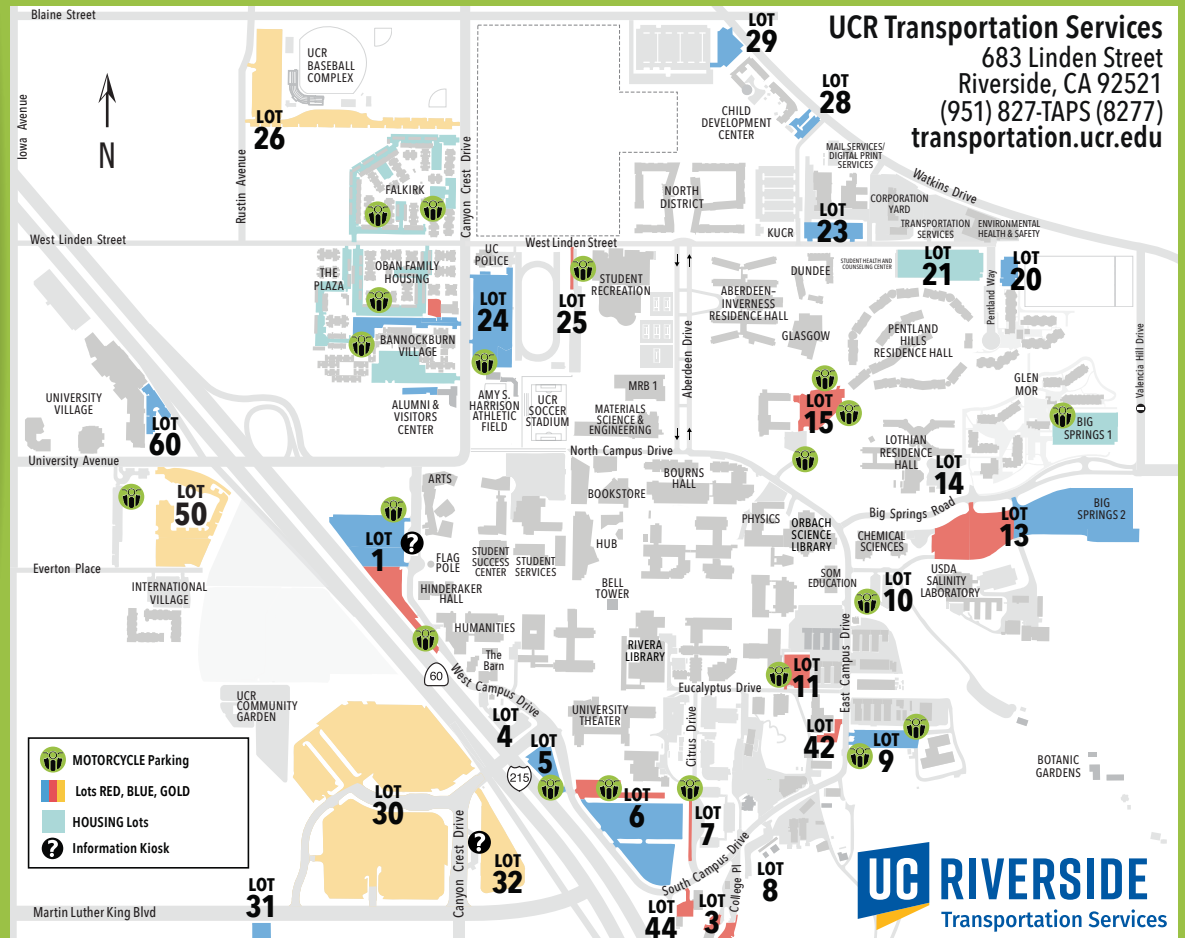 Blaine Street
UCR Transportation Services
683 Linden Street
Riverside, CA 92521
(951) 827-TAPS (8277)
transportation.ucr.edu
LOT
29
UCR
BASEBALL
COMPLEX
Iowa Avenue
N
LOT
26
Rustin Avenue
Canyon Crest Drive
CHILD
DEVELOPMENT
CENTER
LOT
28
MAIL SERVICES/
DIGITAL PRINT
SERVICES
Watkins Drive
FALKIRK
NORTH
DISTRICT
CORPORATION
YARD
LOT
23
KUCR
TRANSPORTATION
SERVICES
ENVIRONMENTAL
HEALTH & SAFETY
West Linden Street
West Linden Street
UC
POLICE
THE
PLAZA
OBAN FAMILY
HOUSING
LOT
24
LOT
25
STUDENT
RECREATION
ABERDEEN-
INVERNESS
RESIDENCE HALL
DUNDEE
STUDENT HEALTH AND
COUNSELING CENTER
LOT
21
LOT
20
Pentland Way
Aberdeen Drive
GLASGOW
PENTLAND
HILLS
RESIDENCE HALL
Valencia Hill Drive
BANNOCKBURN
VILLAGE
GLEN
MOR
UNIVERSITY
VILLAGE
LOT
60
ALUMNI &
VISITORS
CENTER
AMY S.
HARRISON
ATHLETIC
FIELD
UCR
SOCCER
STADIUM
MRB 1
MATERIALS
SCIENCE &
ENGINEERING
LOT
15
BIG
SPRINGS 1
LOTHIAN
RESIDENCE
HALL
LOT
14
University Avenue
North Campus Drive
LOT
50
ARTS
BOURNS
HALL
BOOKSTORE
Big Springs Road
BIG
SPRINGS 2
LOT
13
LOT
1
PHYSICS
ORBACH
SCIENCE
LIBRARY
CHEMICAL
SCIENCES
FLAG
POLE
STUDENT
SUCCESS
CENTER
STUDENT
SERVICES
HUB
Everton Place
INTERNATIONAL
VILLAGE
HINDERAKER
HALL
BELL
TOWER
SOM
EDUCATION
LOT
10
USDA
SALINITY
LABORATORY
HUMANITIES
The
Barn
RIVERA
LIBRARY
East Campus Drive
60
West Campus Drive
LOT
11
Eucalyptus Drive
UCR
COMMUNITY
GARDEN
LOT
4
UNIVERSITY
THEATER
Citrus Drive
LOT
42
LOT
9
LOT
5
215
BOTANIC
GARDENS
MOTORCYCLE Parking
Lots RED, BLUE, GOLD
HOUSING Lots
? Information Kiosk
LOT
30
LOT
6
LOT
7
Canyon Crest Drive
LOT
32
South Campus Drive
College Pl
LOT
8
LOT
31
Martin Luther King Blvd
LOT
44
LOT
3
UC RIVERSIDE
Transportation Services